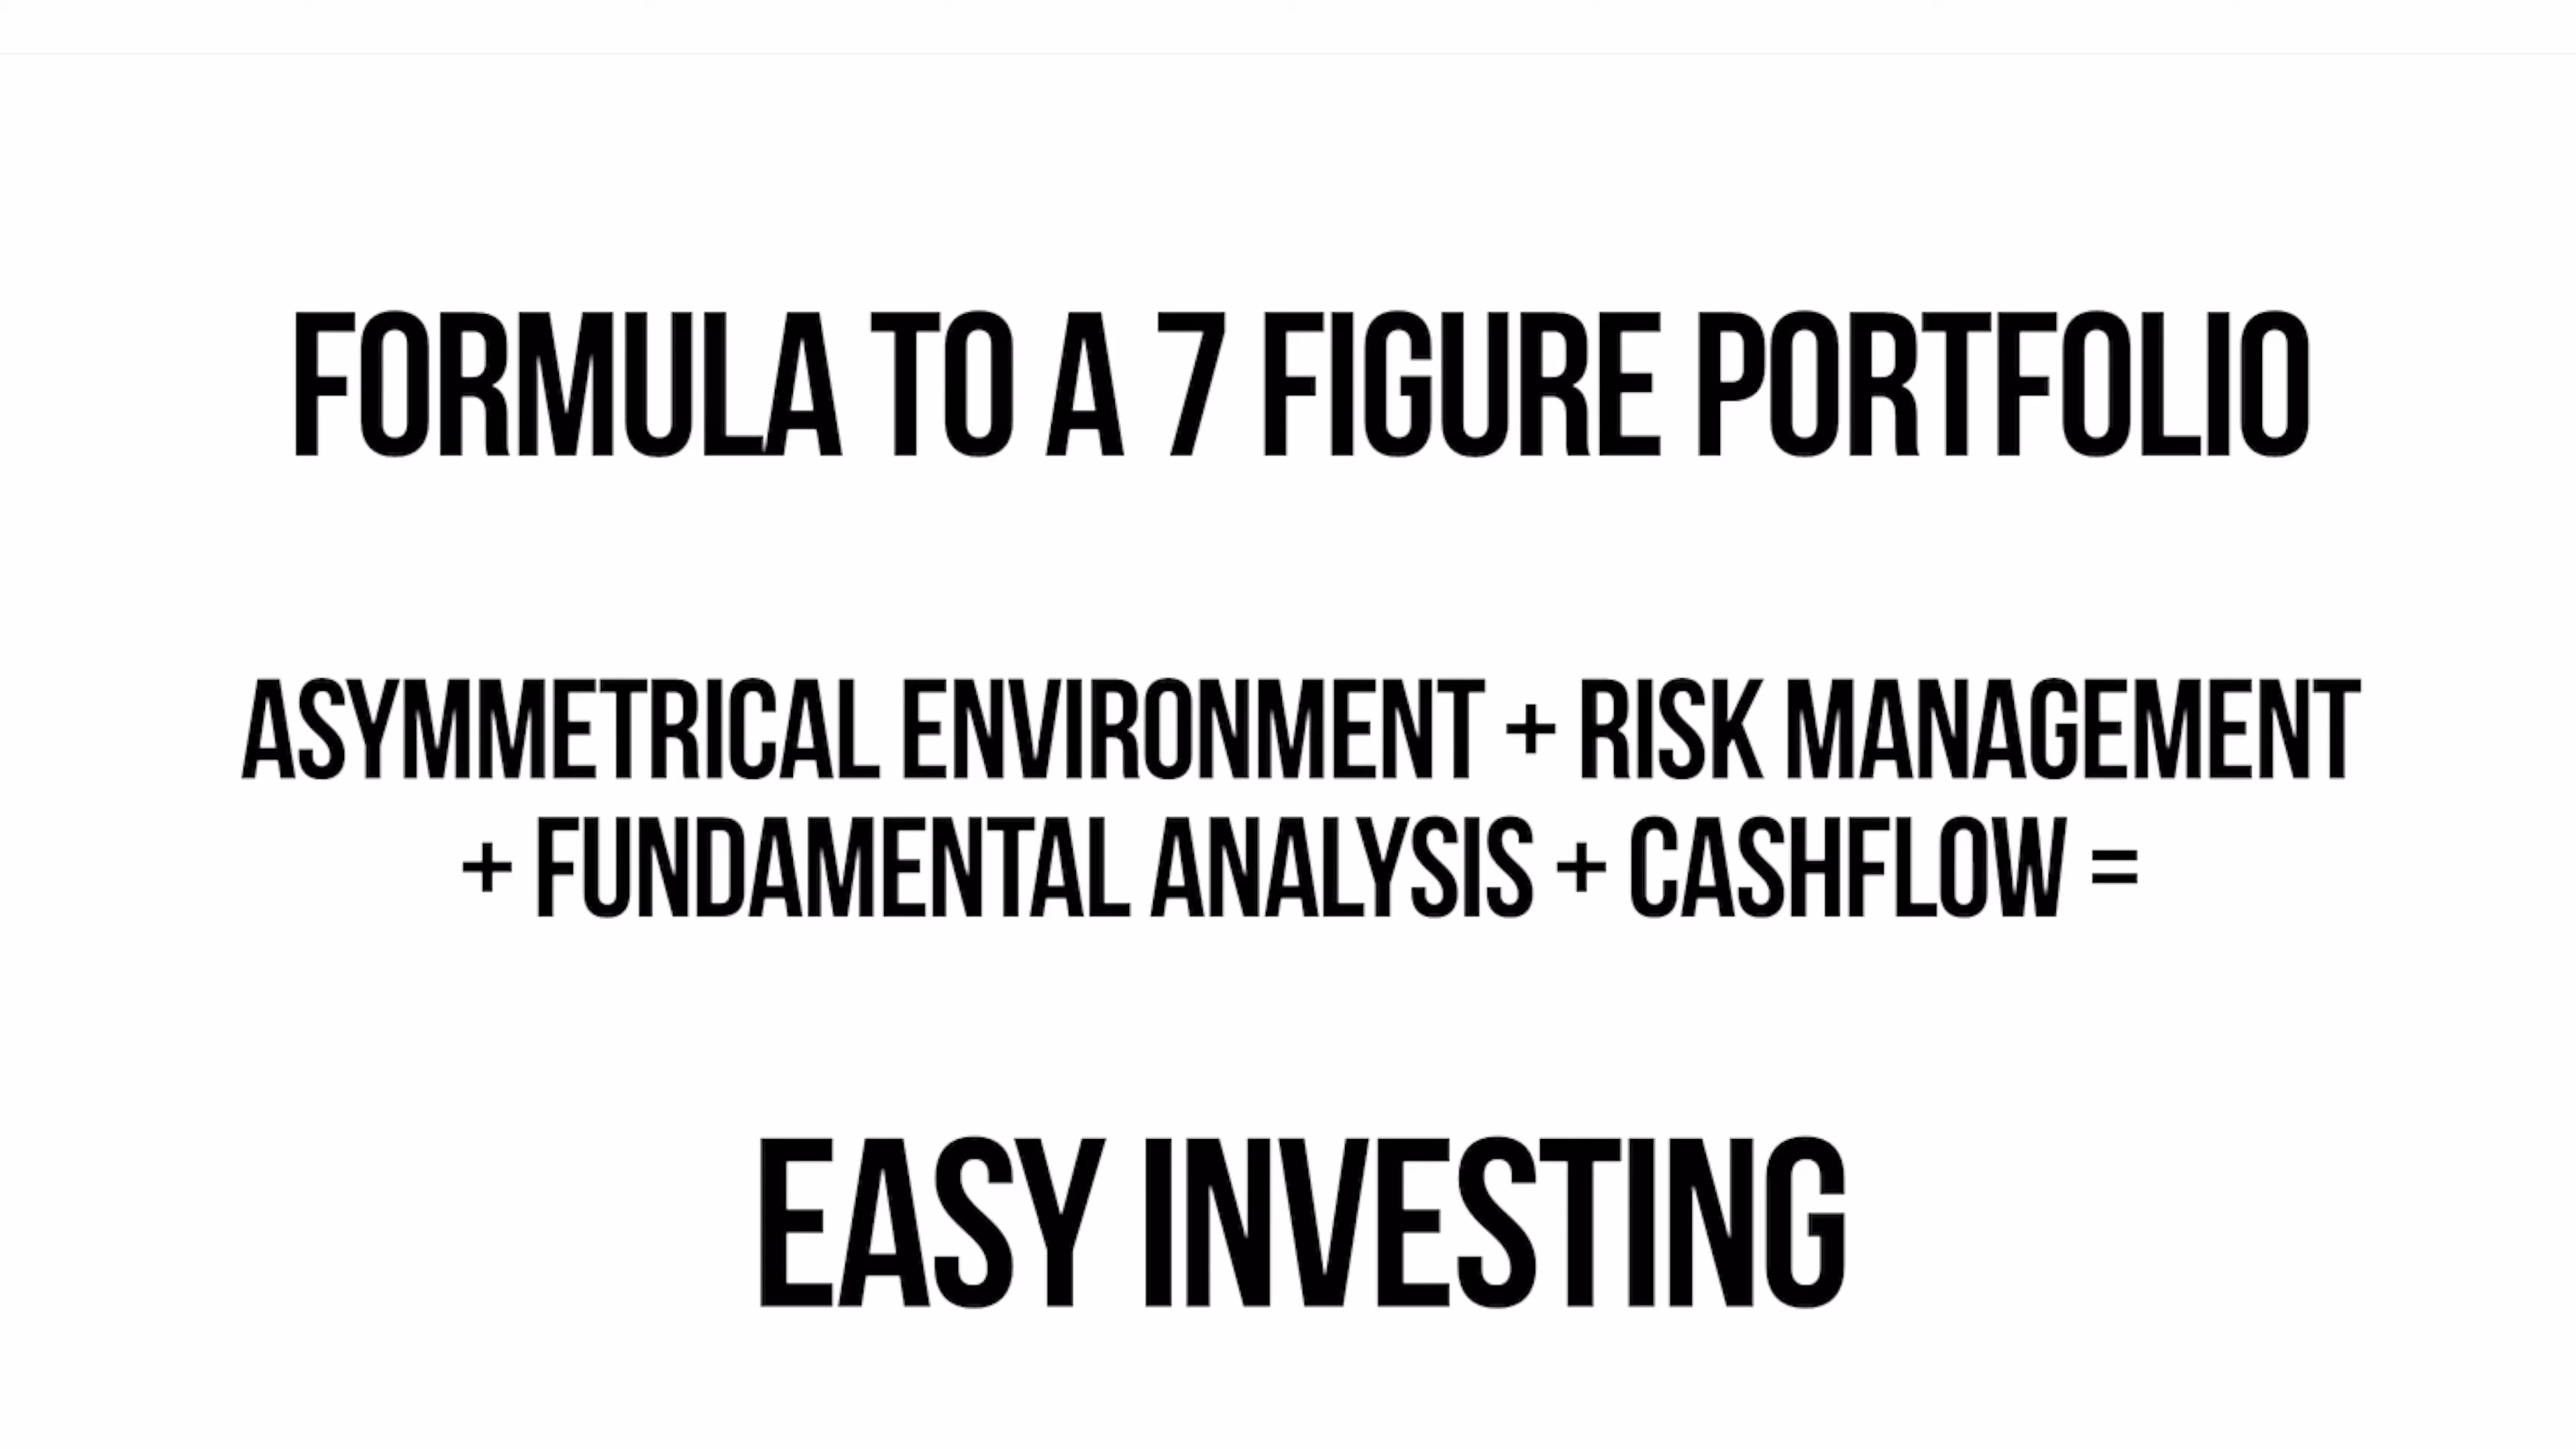 FORMULA TO A 7 FIGURE PORTFOLIO
ASYMMETRICAL ENVIRONMENT + RISK MANAGEMENT
+ FUNDAMENTAL ANALYSIS + CASHFLOW =
EASY INVESTING